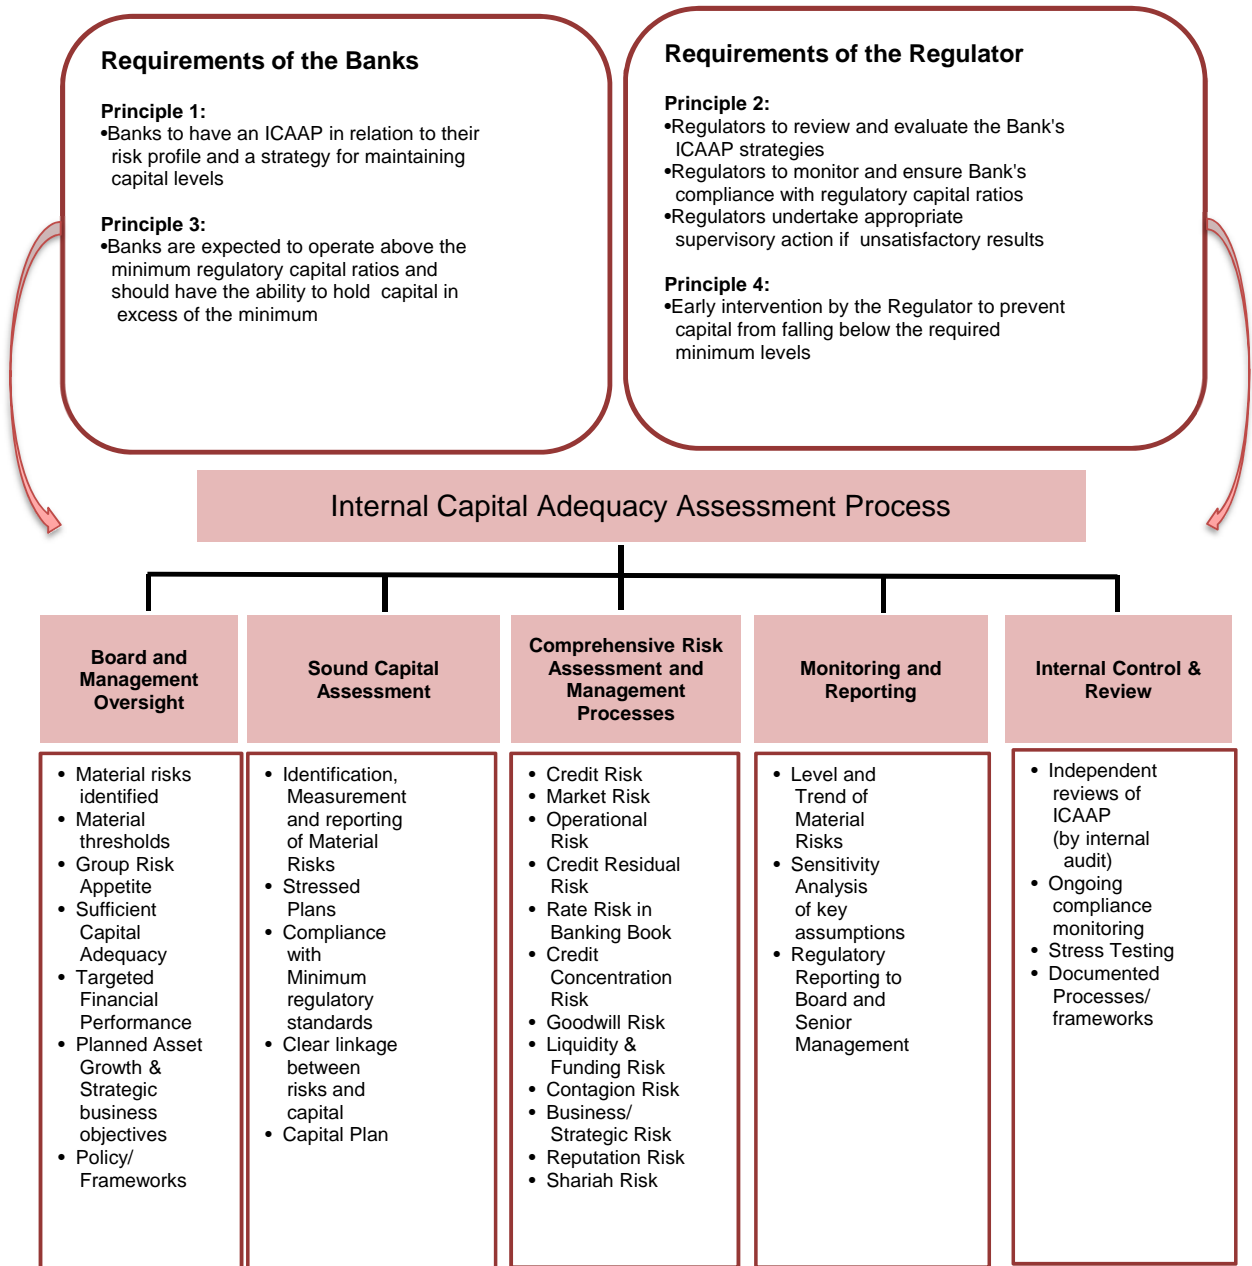 Requirements of the Banks
Principle 1:
•Banks to have an ICAAP in relation to their
risk profile and a strategy for maintaining
capital levels
Principle 3:
•Banks are expected to operate above the
minimum regulatory capital ratios and
should have the ability to hold capital in
excess of the minimum
Requirements of the Regulator
Principle 2:
•Regulators to review and evaluate the Bank's
ICAAP strategies
•Regulators to monitor and ensure Bank's
compliance with regulatory capital ratios
•Regulators undertake appropriate
supervisory action if unsatisfactory results
Principle 4:
•Early intervention by the Regulator to prevent
capital from falling below the required
minimum levels
Internal Capital Adequacy Assessment Process
Board and
Management
Oversight
• Material risks
identified
• Material
thresholds
• Group Risk
Appetite
• Sufficient
Capital
Adequacy
• Targeted
Financial
Performance
• Planned Asset
Growth &
Strategic
business
objectives
• Policy/
Frameworks
Sound Capital
Assessment
• Identification,
Measurement
and reporting
of Material
Risks
• Stressed
Plans
• Compliance
with
Minimum
regulatory
standards
• Clear linkage
between
risks and
capital
• Capital Plan
Comprehensive Risk
Assessment and
Management
Processes
• Credit Risk
• Market Risk
• Operational
Risk
• Credit Residual
Risk
• Rate Risk in
Banking Book
• Credit
Concentration
Risk
• Goodwill Risk
• Liquidity &
Funding Risk
• Contagion Risk
• Business/
Strategic Risk
• Reputation Risk
• Shariah Risk
Monitoring and
Reporting
• Level and
Trend of
Material
Risks
• Sensitivity
Analysis
of key
assumptions
• Regulatory
Reporting to
Board and
Senior
Management
Internal Control &
Review
• Independent
reviews of
ICAAP
(by internal
audit)
• Ongoing
compliance
monitoring
• Stress Testing
• Documented
Processes/
frameworks